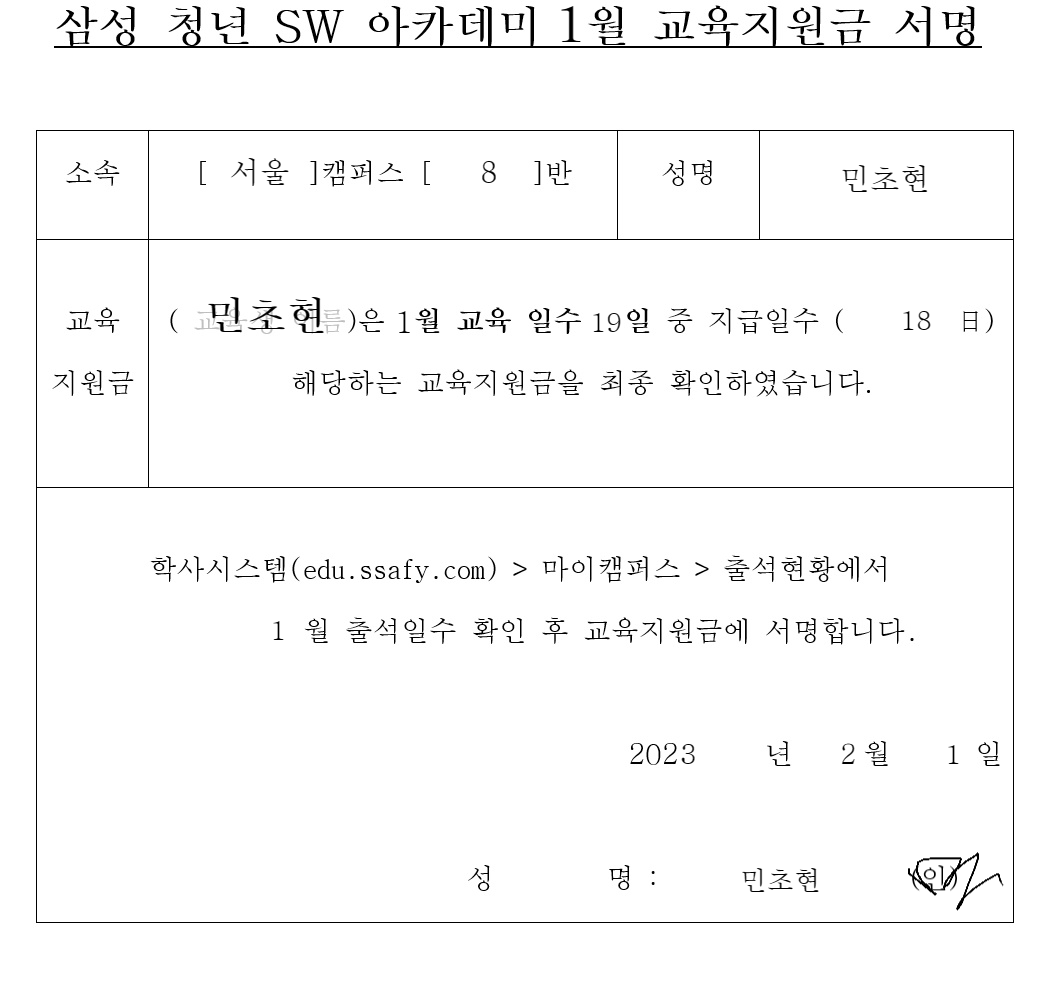 삼성 청년 SW 아카데미 1월 교육지원금 서명
소속
[ 서울 ]캠퍼스 [ 8 ]반
성명
민초현
교육
지원금
( 민초현 )은 1월 교육 일수 19일 중 지급일수 ( 18 日)
해당하는 교육지원금을 최종 확인하였습니다.
학사시스템(edu.ssafy.com) > 마이캠퍼스 > 출석현황에서
1 월 출석일수 확인 후 교육지원금에 서명합니다.
2023 년 2 월 1 일
성 명 : 민초현 (인)